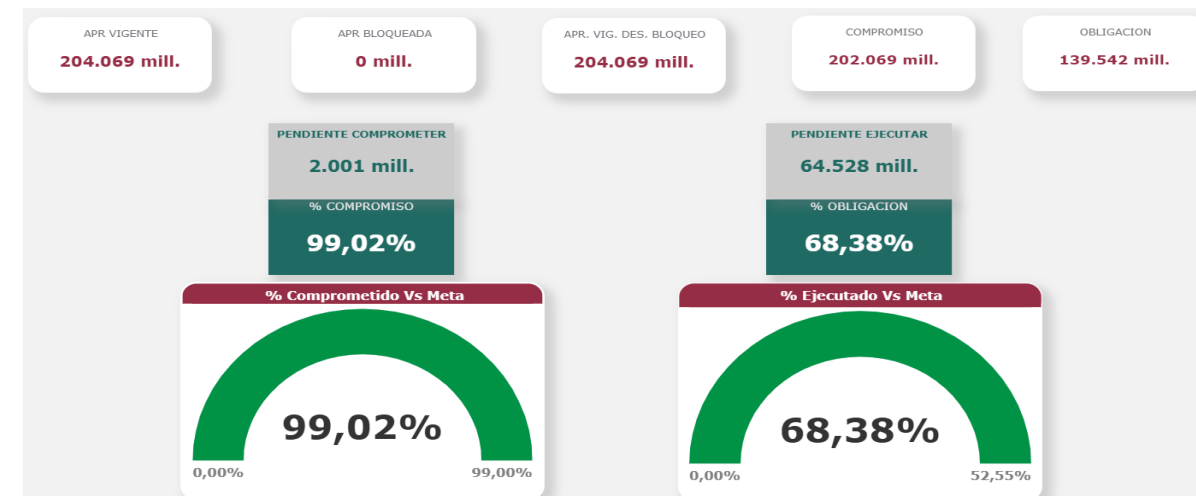 APR VIGENTE
204.069 mill.
APR BLOQUEADA
0 mill.
APR. VIG. DES. BLOQUEO
204.069 mill.
COMPROMISO
202.069 mill.
OBLIGACION
139.542 mill.
PENDIENTE COMPROMETER
2.001 mill.
% COMPROMISO
99,02%
PENDIENTE EJECUTAR
64.528 mill.
% OBLIGACION
68,38%
% Comprometido Vs Meta
99,02%
0,00%
99,00%
% Ejecutado Vs Meta
68,38%
0,00%
52,55%